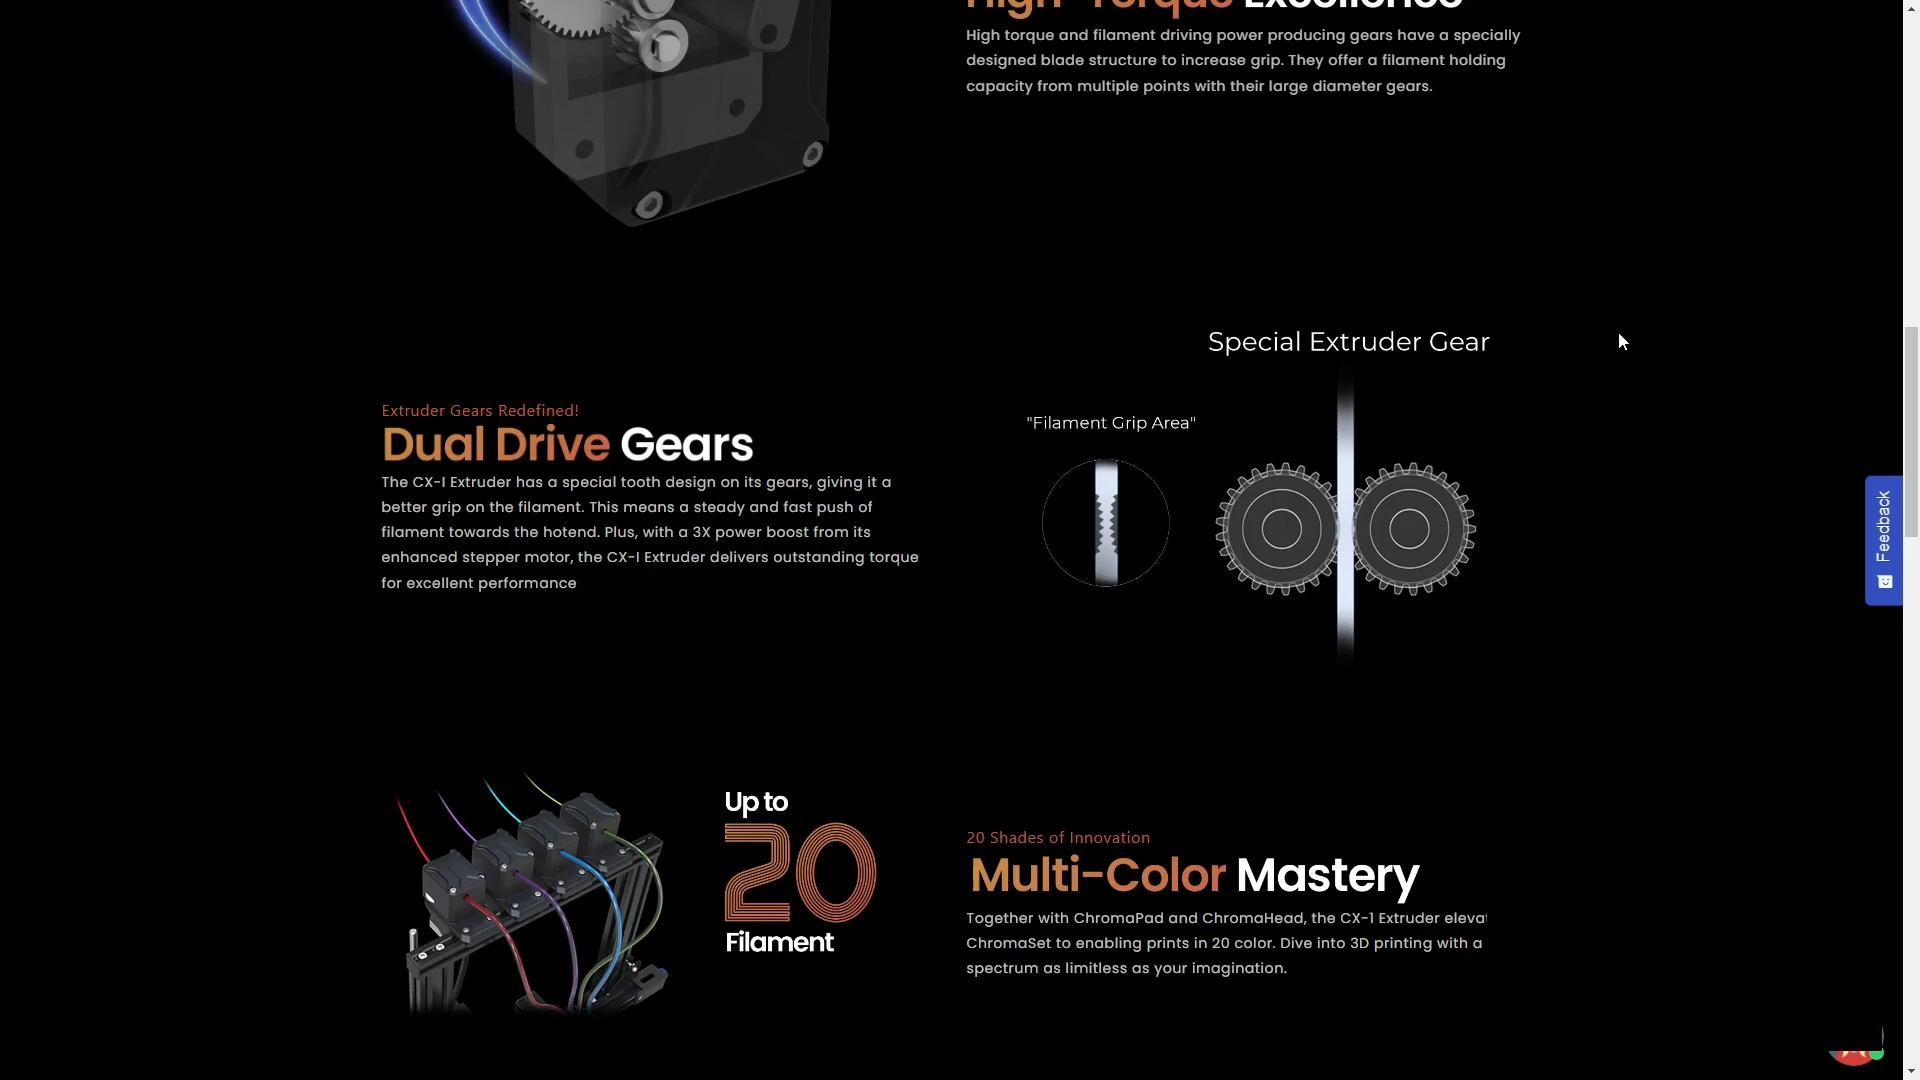 High-Torque Excellence
High torque and filament driving power producing gears have a specially
designed blade structure to increase grip. They offer a filament holding
capacity from multiple points with their large diameter gears.
Special Extruder Gear
"Filament Grip Area"
Extruder Gears Redefined!
Dual Drive Gears
The CX-I Extruder has a special tooth design on its gears, giving it a
better grip on the filament. This means a steady and fast push of
filament towards the hotend. Plus, with a 3X power boost from its
enhanced stepper motor, the CX-I Extruder delivers outstanding torque
for excellent performance
Feedback
Up to
20
Filament
20 Shades of Innovation
Multi-Color Mastery
Together with ChromaPad and ChromaHead, the CX-1 Extruder eleva
ChromaSet to enabling prints in 20 color. Dive into 3D printing with a
spectrum as limitless as your imagination.